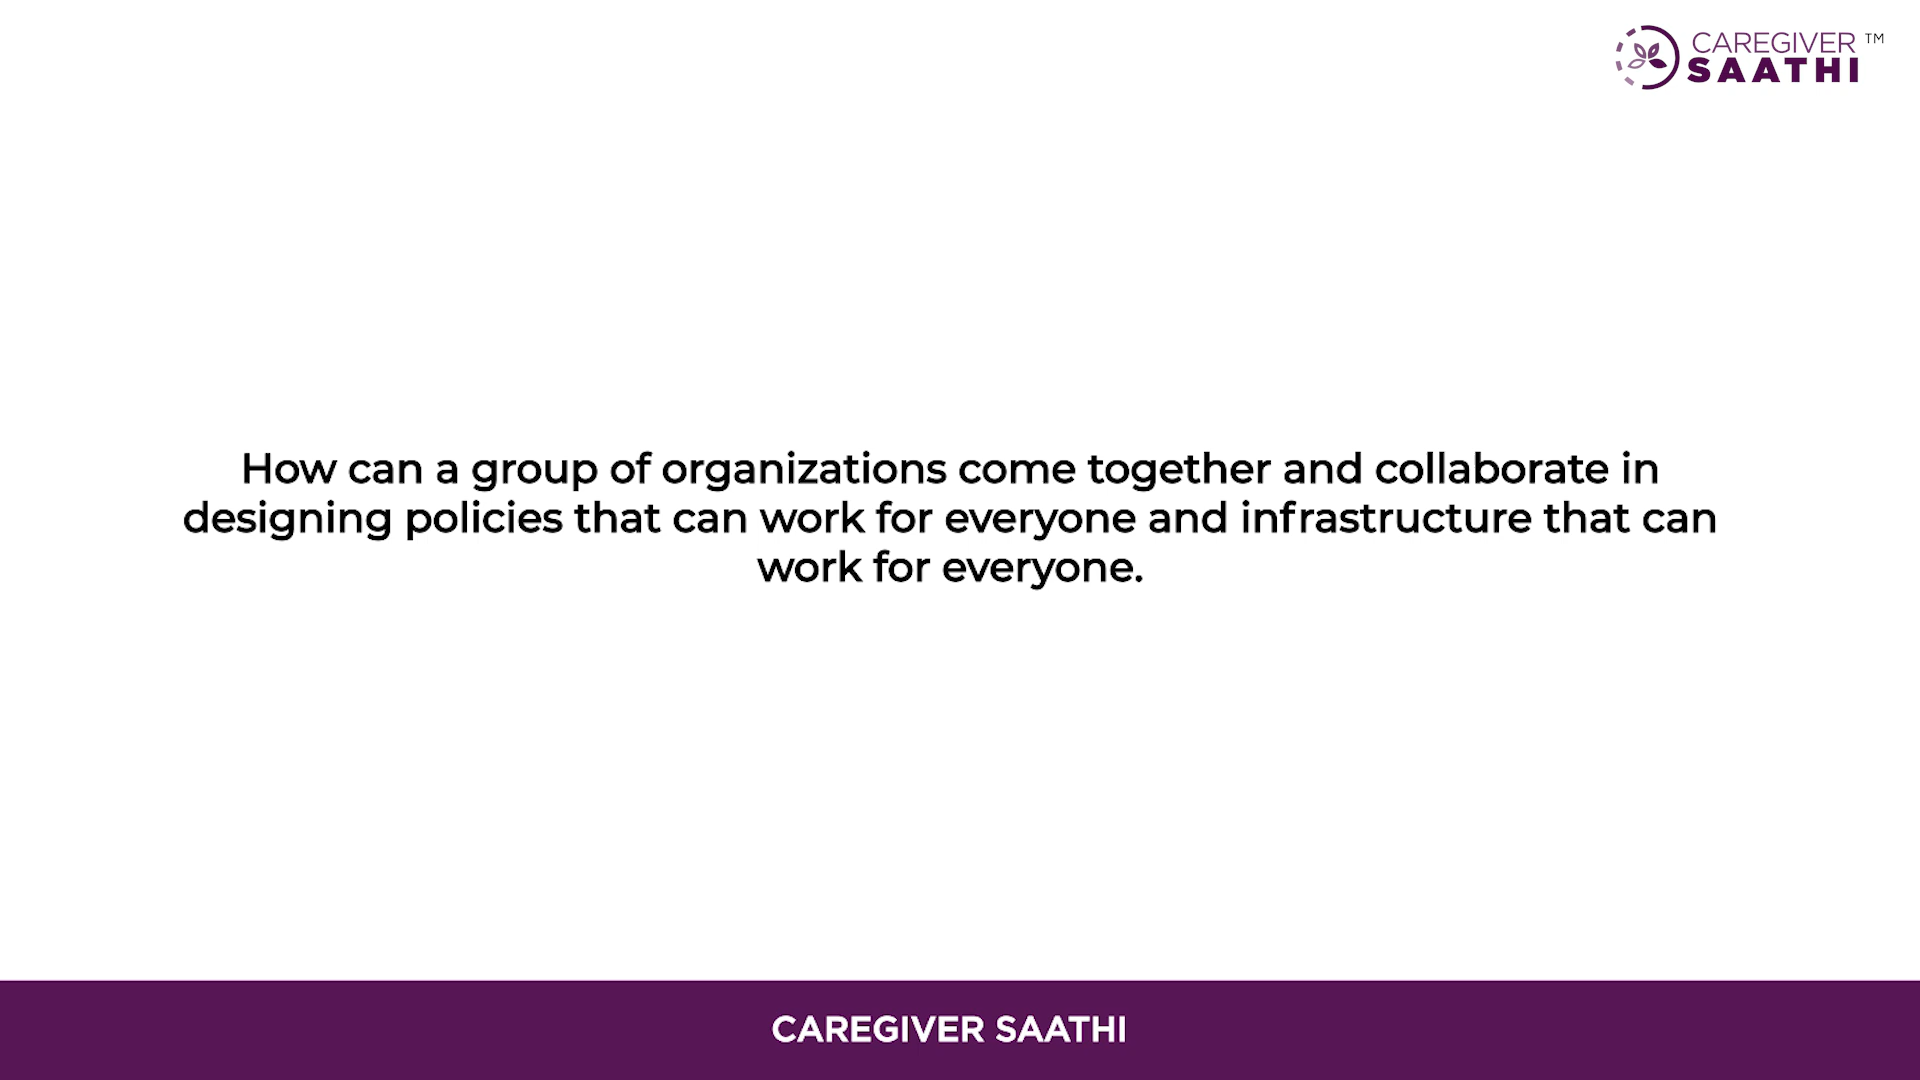 CAREGIVER ™
SAATHI
How can a group of organizations come together and collaborate in
designing policies that can work for everyone and infrastructure that can
work for everyone.
CAREGIVER SAATHI